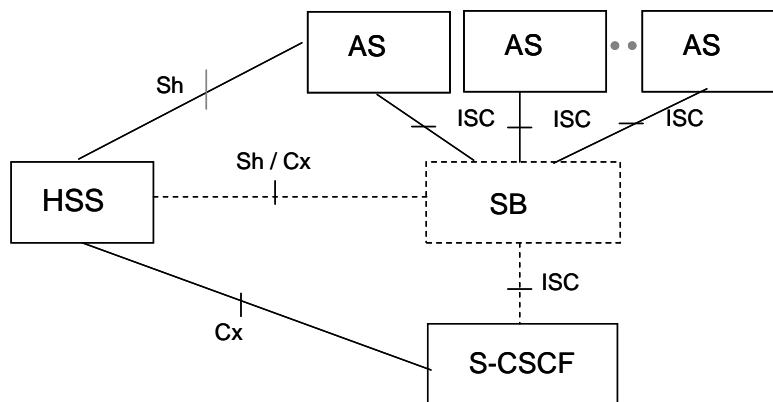 AS AS AS
Sh
ISC ISC ISC
Sh / Cx
HSS
SB
ISC
Cx
S-CSCF